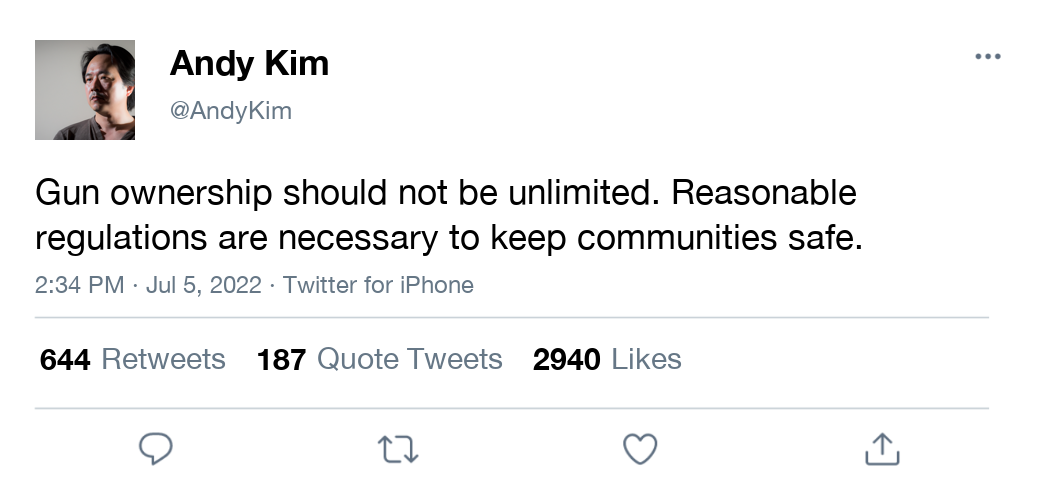 Andy Kim
@AndyKim
Gun ownership should not be unlimited. Reasonable
regulations are necessary to keep communities safe.
2:34 PM · Jul 5, 2022 · Twitter for iPhone
644 Retweets 187 Quote Tweets 2940 Likes